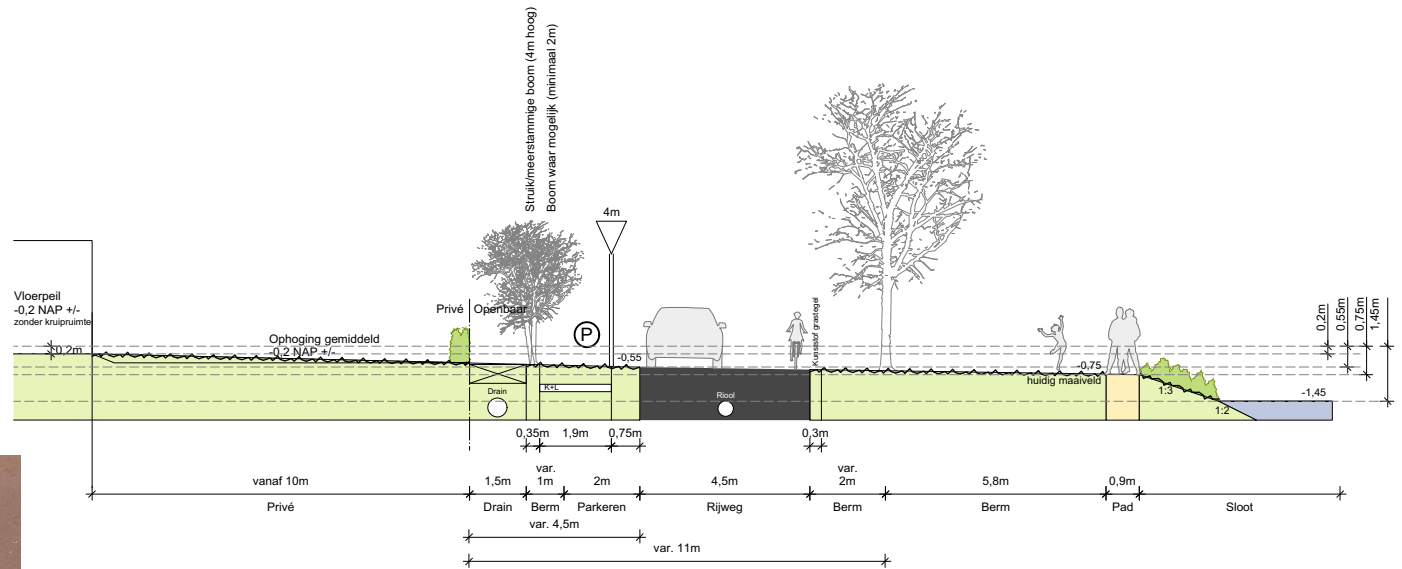 Struik/meerstammige boom (4m hoog)
Boom waar mogelijk (minimaal 2m)
4m
Vloerpeil
-0,2 NAP +/-
zonder kruipruimte
0,2m
Ophoging gemiddeld
-0,2 NAP +/-
Privé
Openbaar
P
-0,55
Kunststof grastegel
-0,75
huidig maaiveld
0,2m
0,55m
0,75m
1,45m
Drain
K+L
Riool
1:3
1:2
-1,45
0,35m
1,9m
0,75m
0,3m
vanaf 10m
1,5m
var.
1m
2m
4,5m
var.
2m
5,8m
0,9m
Privé
Drain
Berm
Parkeren
Rijweg
Berm
Berm
Pad
Sloot
var. 4,5m
var. 11m